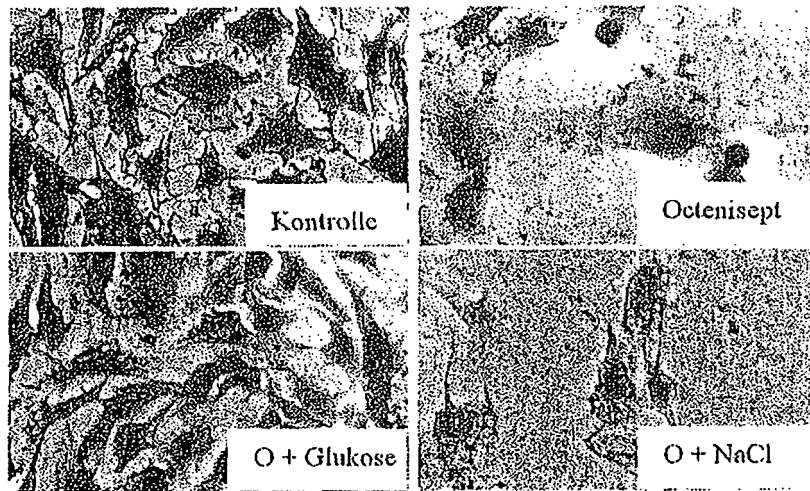 Kontrolle
Octenisept
O + Glukose
O + NaCl